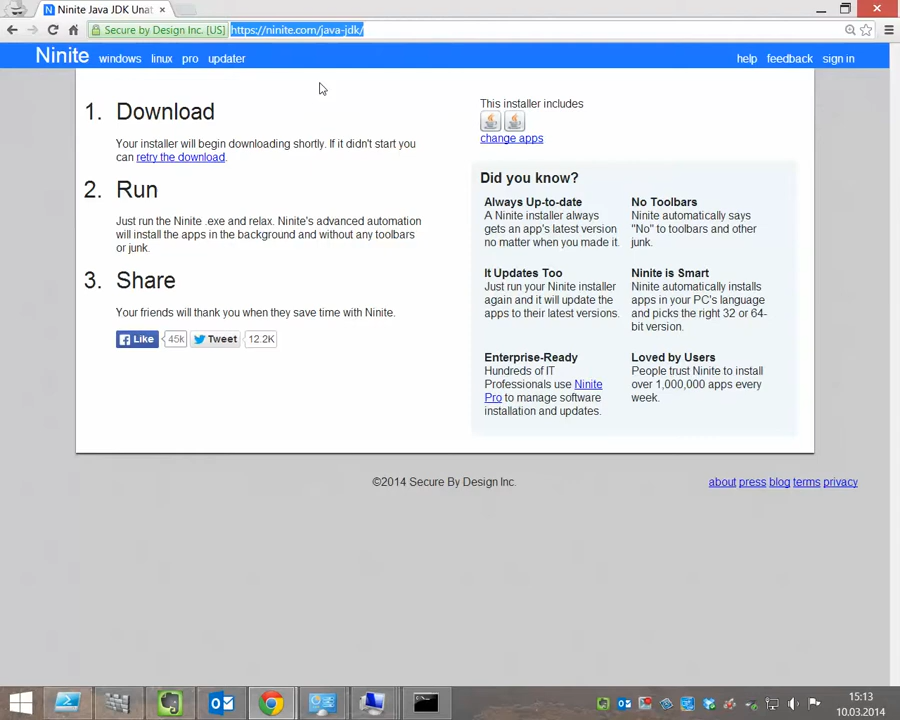 Ninite Java JDK Unat
Secure by Design Inc. [US]
https://ninite.com/java-jdk/
Ninite windows linux pro updater help feedback sign in
1. Download
Your installer will begin downloading shortly. If it didn't start you
can retry the download.
2. Run
Just run the Ninite .exe and relax. Ninite's advanced automation
will install the apps in the background and without any toolbars
or junk.
3. Share
Your friends will thank you when they save time with Ninite.
Like 45k Tweet 12.2K
This installer includes
change apps
Did you know?
Always Up-to-date
A Ninite installer always
gets an app's latest version
no matter when you made it.
No Toolbars
Ninite automatically says
"No" to toolbars and other
junk.
It Updates Too
Just run your Ninite installer
again and it will update the
apps to their latest versions.
Ninite is Smart
Ninite automatically installs
apps in your PC's language
and picks the right 32 or 64-
bit version.
Enterprise-Ready
Hundreds of IT
Professionals use Ninite
Pro to manage software
installation and updates.
Loved by Users
People trust Ninite to install
over 1,000,000 apps every
week.
©2014 Secure By Design Inc.
about press blog terms privacy
15:13
10.03.2014